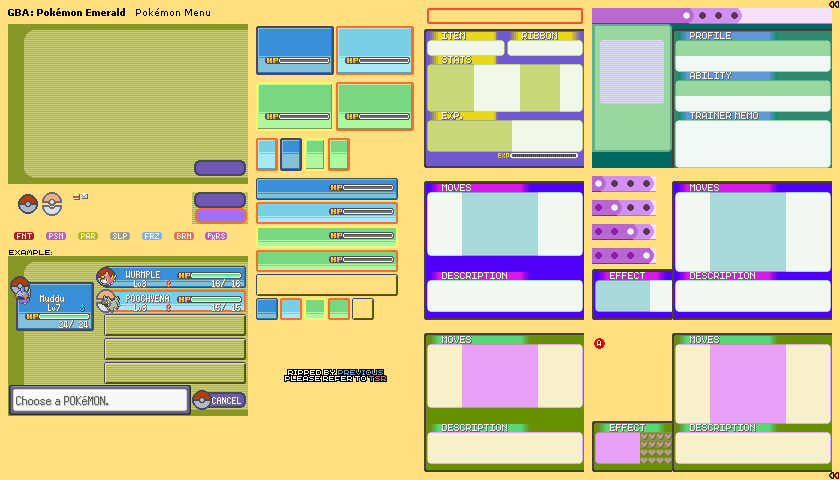 GBA: Pokémon Emerald Pokémon Menu
HP
HP
HP
HP
FNT PSN PAR SLP FRZ BRN PKRS
HP
HP
HP
HP
EXAMPLE:
Muddu
Lv7
HP
24/ 24
WURMPLE HP
Lv3 16/ 16
POOCHYENA HP
Lv3 15/ 15
Choose a POKéMON.
CANCEL
RIPPED BY PREVIOUS
PLEASE REFER TO TSR
ITEM RIBBON
STATS
EXP.
EXP
PROFILE
ABILITY
TRAINER MEMO
MOVES
DESCRIPTION
MOVES
EFFECT
DESCRIPTION
MOVES
DESCRIPTION
A
MOVES
EFFECT
DESCRIPTION